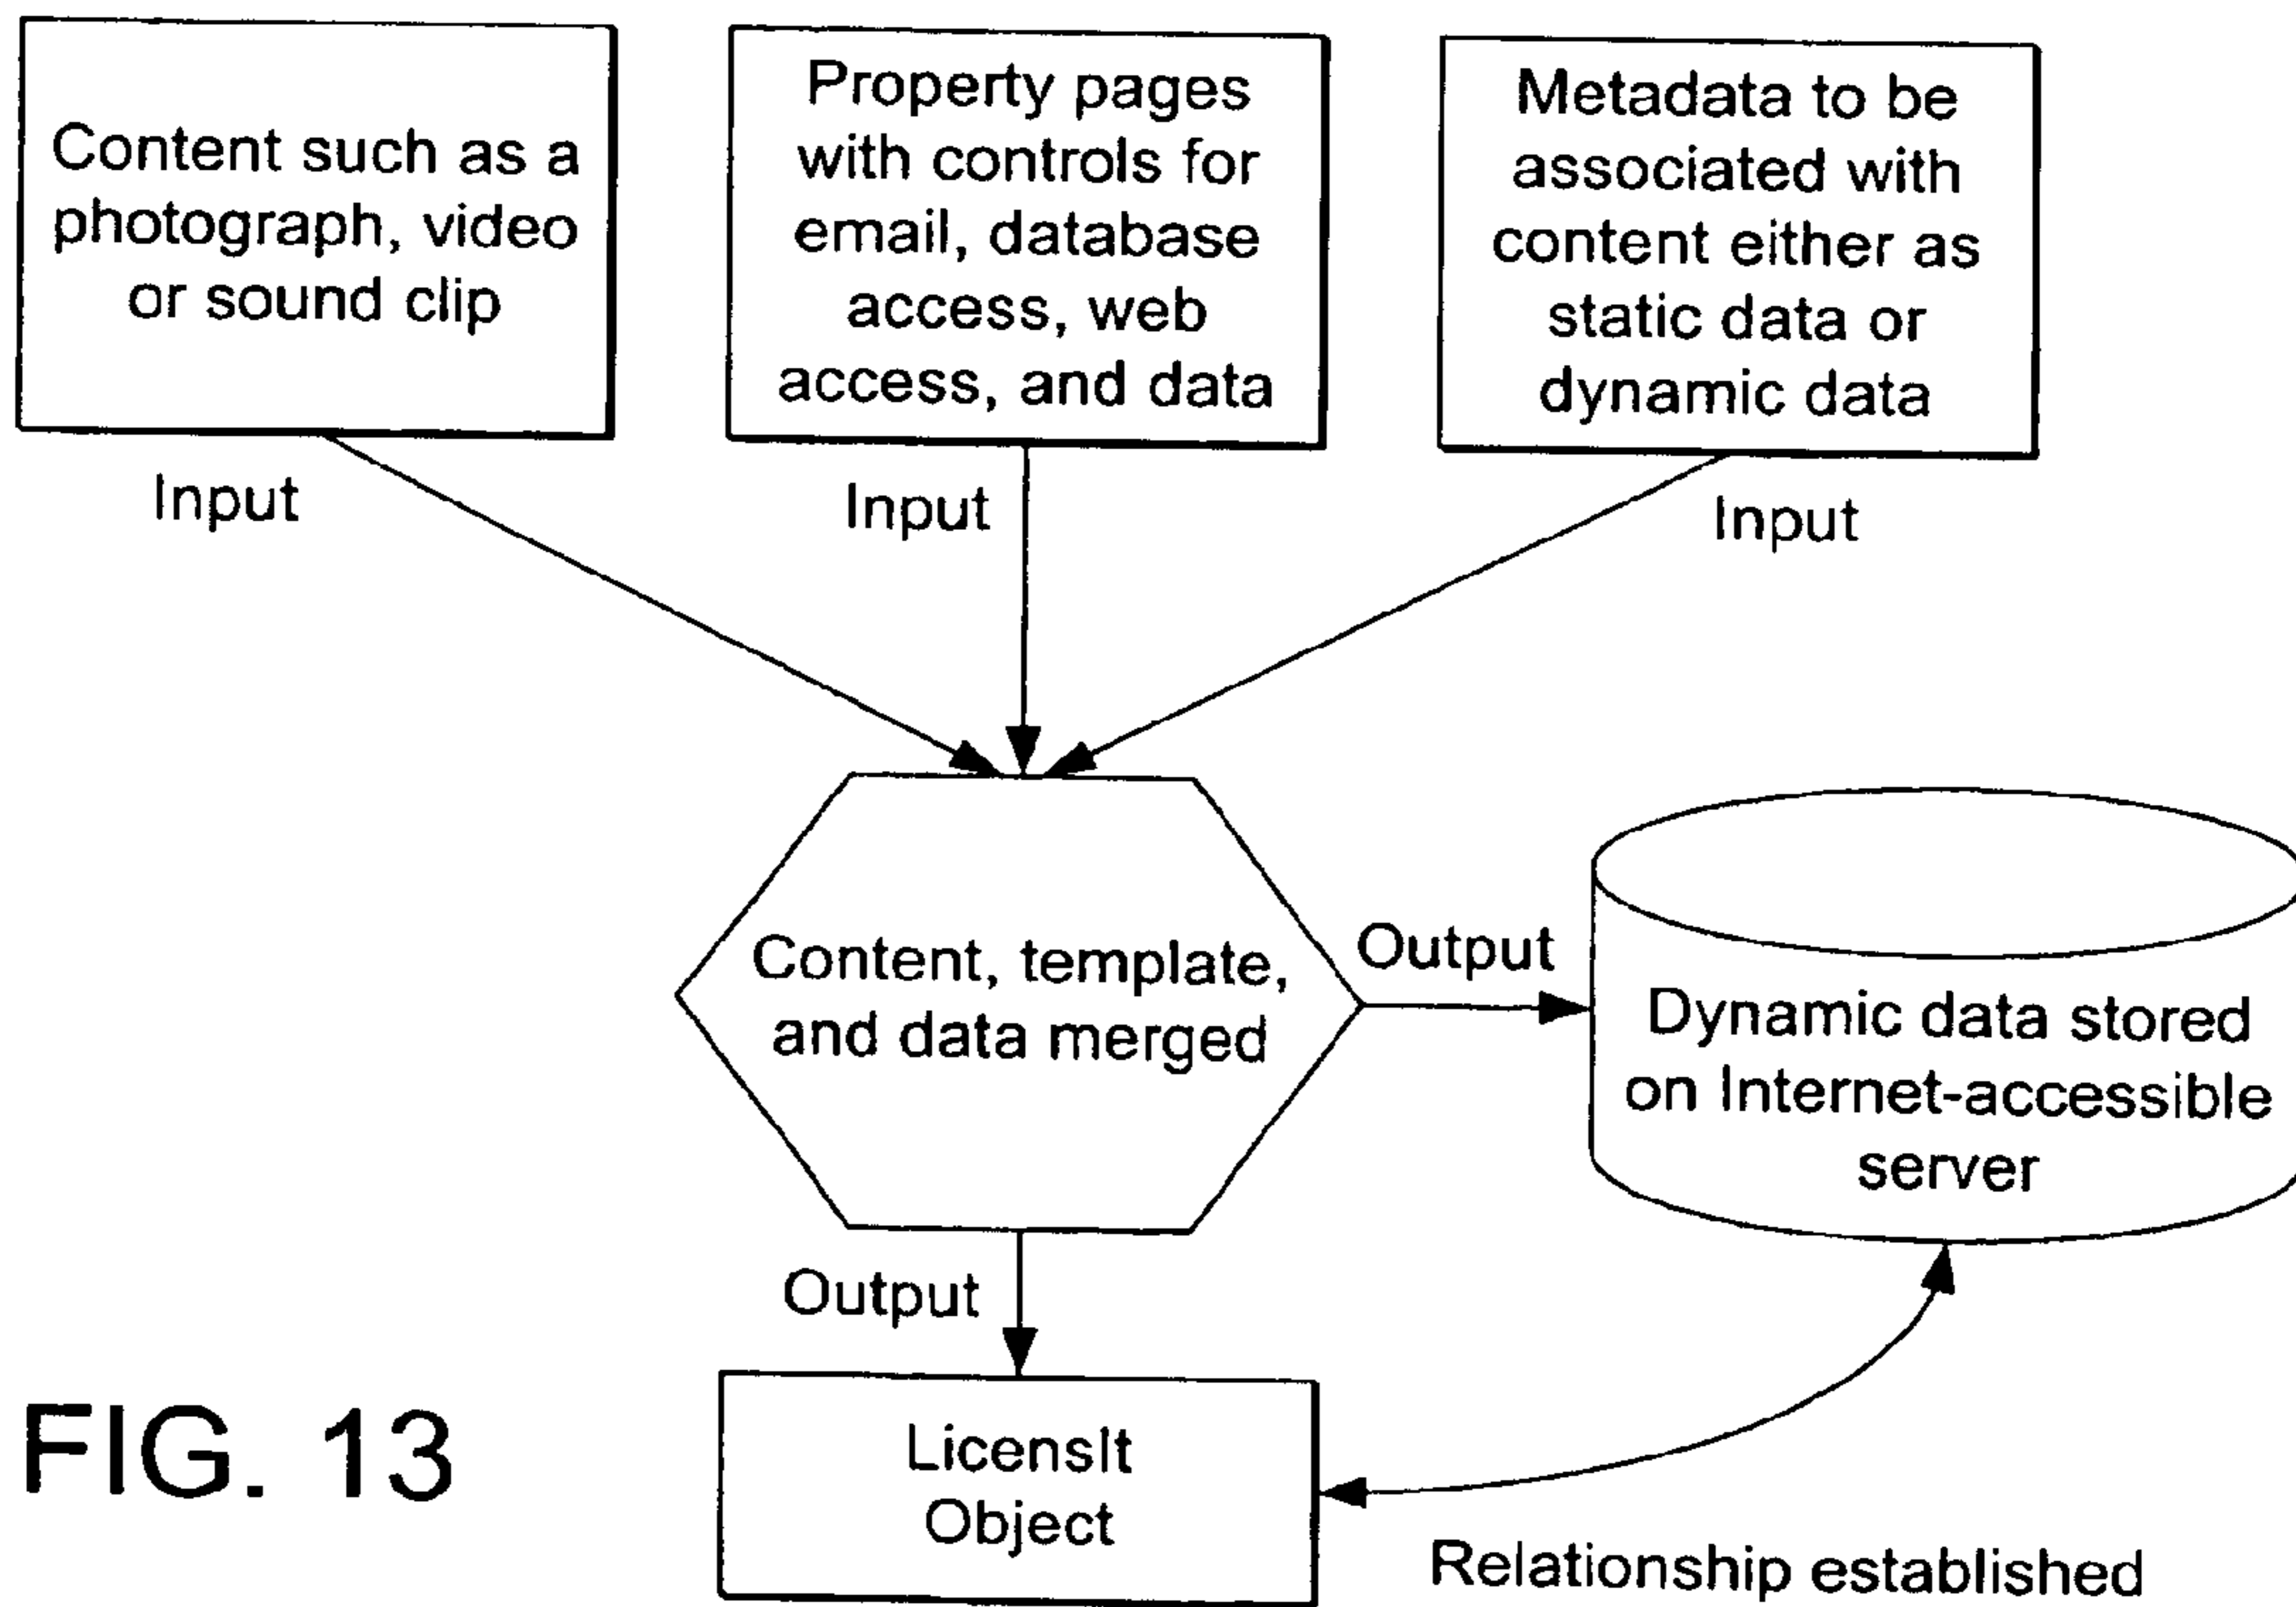 Content such as a
photograph, video
or sound clip
Property pages
with controls for
email, database
access, web
access, and data
Metadata to be
associated with
content either as
static data or
dynamic data
Input
Input
Input
Content, template,
and data merged
Output
Dynamic data stored
on Internet-accessible
server
Output
LicensIt
Object
Relationship established
FIG. 13